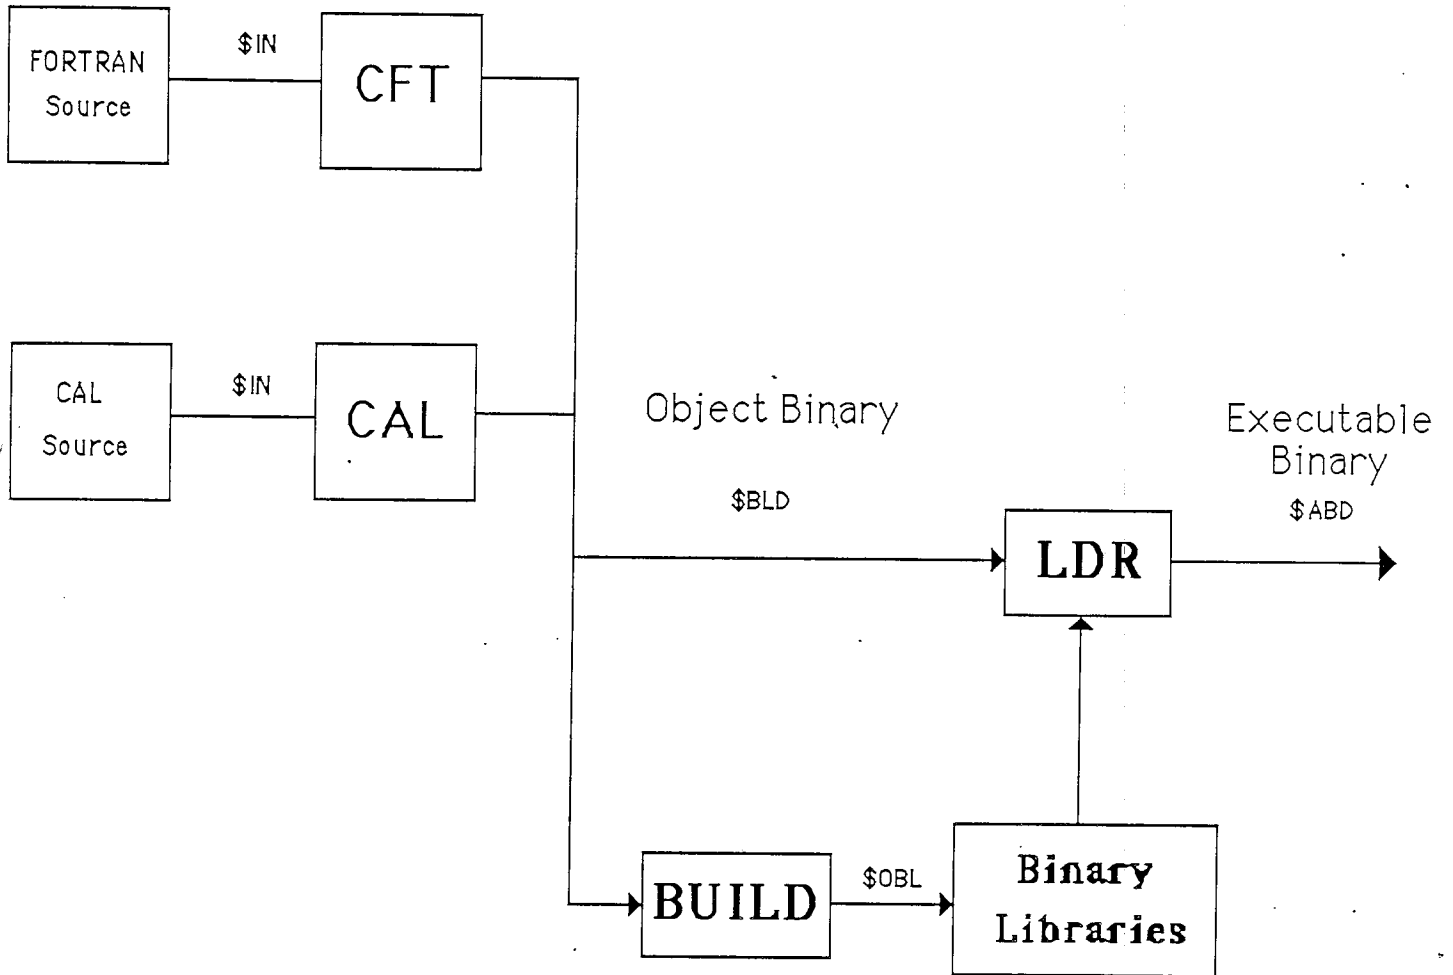 FORTRAN
Source
$IN
CFT
CAL
Source
$IN
CAL
Object Binary
$BLD
Executable
Binary
$ABD
LDR
BUILD
$OBL
Binary
Libraries